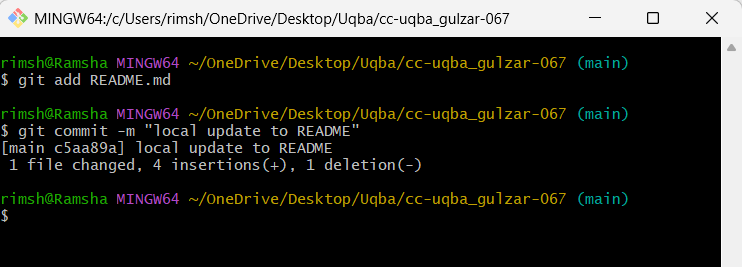 MINGW64:/c/Users/rimsh/OneDrive/Desktop/Uqba/cc-uqba_gulzar-067
rimsh@Ramsha MINGW64 ~/OneDrive/Desktop/Uqba/cc-uqba_gulzar-067 (main)
$ git add README.md
rimsh@Ramsha MINGW64 ~/OneDrive/Desktop/Uqba/cc-uqba_gulzar-067 (main)
$ git commit -m "local update to README"
[main c5aa89a] local update to README
 1 file changed, 4 insertions(+), 1 deletion(-)
rimsh@Ramsha MINGW64 ~/OneDrive/Desktop/Uqba/cc-uqba_gulzar-067 (main)
$